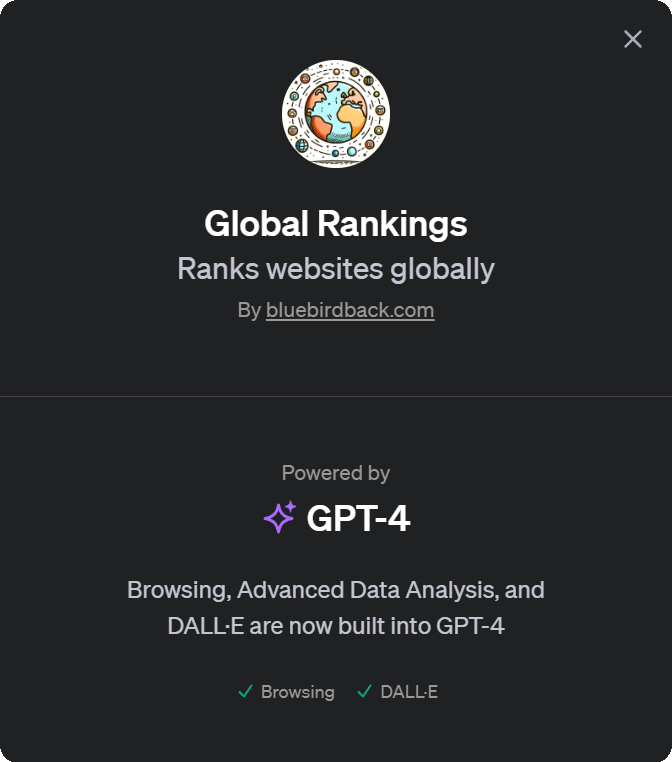 Global Rankings
Ranks websites globally
By bluebirdback.com
Powered by
GPT-4
Browsing, Advanced Data Analysis, and
DALL·E are now built into GPT-4
Browsing DALL·E